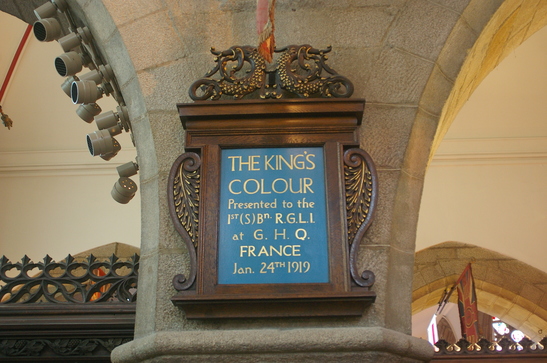 THE KING'S
COLOUR
Presented to the
1ST (S) Bn. R.G.L.I.
at G. H. Q.
FRANCE
Jan. 24TH 1919